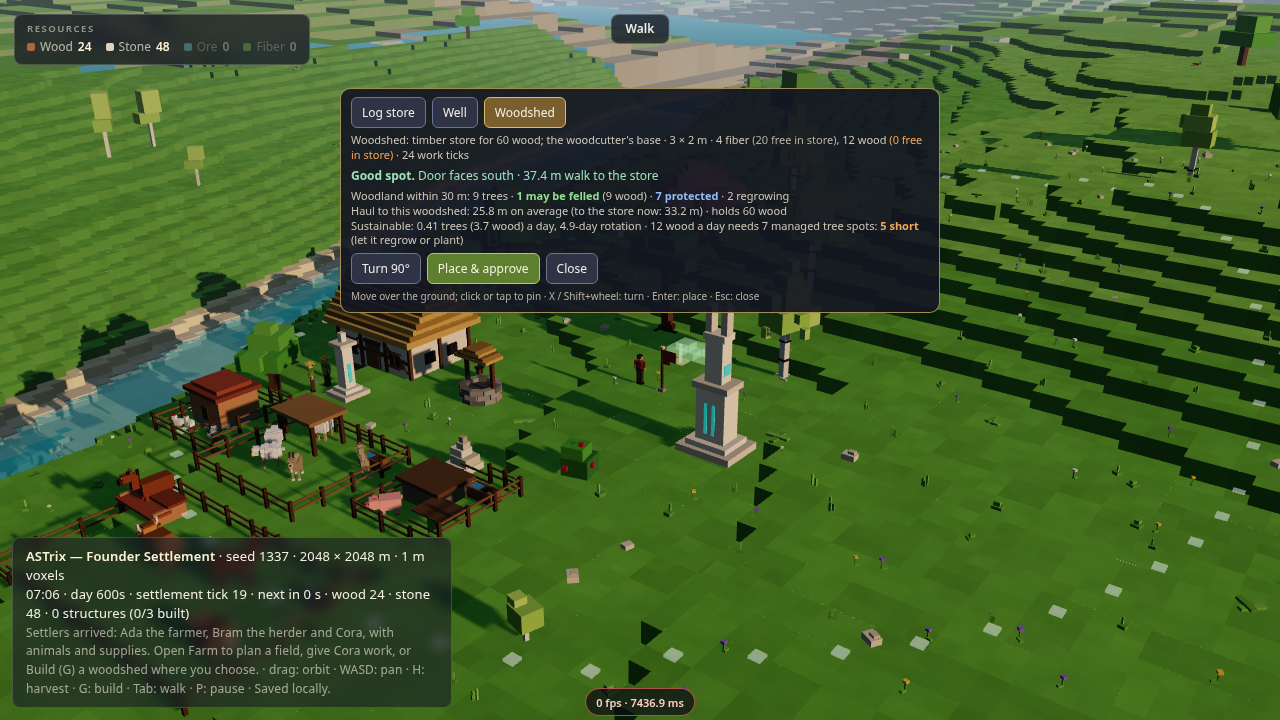 RESOURCES
Wood 24 Stone 48 Ore 0 Fiber 0
Walk
Log store Well Woodshed
Woodshed: timber store for 60 wood; the woodcutter's base · 3 × 2 m · 4 fiber (20 free in store), 12 wood (0 free
in store) · 24 work ticks
Good spot. Door faces south · 37.4 m walk to the store
Woodland within 30 m: 9 trees · 1 may be felled (9 wood) · 7 protected · 2 regrowing
Haul to this woodshed: 25.8 m on average (to the store now: 33.2 m) · holds 60 wood
Sustainable: 0.41 trees (3.7 wood) a day, 4.9-day rotation · 12 wood a day needs 7 managed tree spots: 5 short
(let it regrow or plant)
Turn 90° Place & approve Close
Move over the ground; click or tap to pin · X / Shift+wheel: turn · Enter: place · Esc: close
ASTrix — Founder Settlement · seed 1337 · 2048 × 2048 m · 1 m
voxels
07:06 · day 600s · settlement tick 19 · next in 0 s · wood 24 · stone
48 · 0 structures (0/3 built)
Settlers arrived: Ada the farmer, Bram the herder and Cora, with
animals and supplies. Open Farm to plan a field, give Cora work, or
Build (G) a woodshed where you choose. · drag: orbit · WASD: pan · H:
harvest · G: build · Tab: walk · P: pause · Saved locally.
0 fps · 7436.9 ms